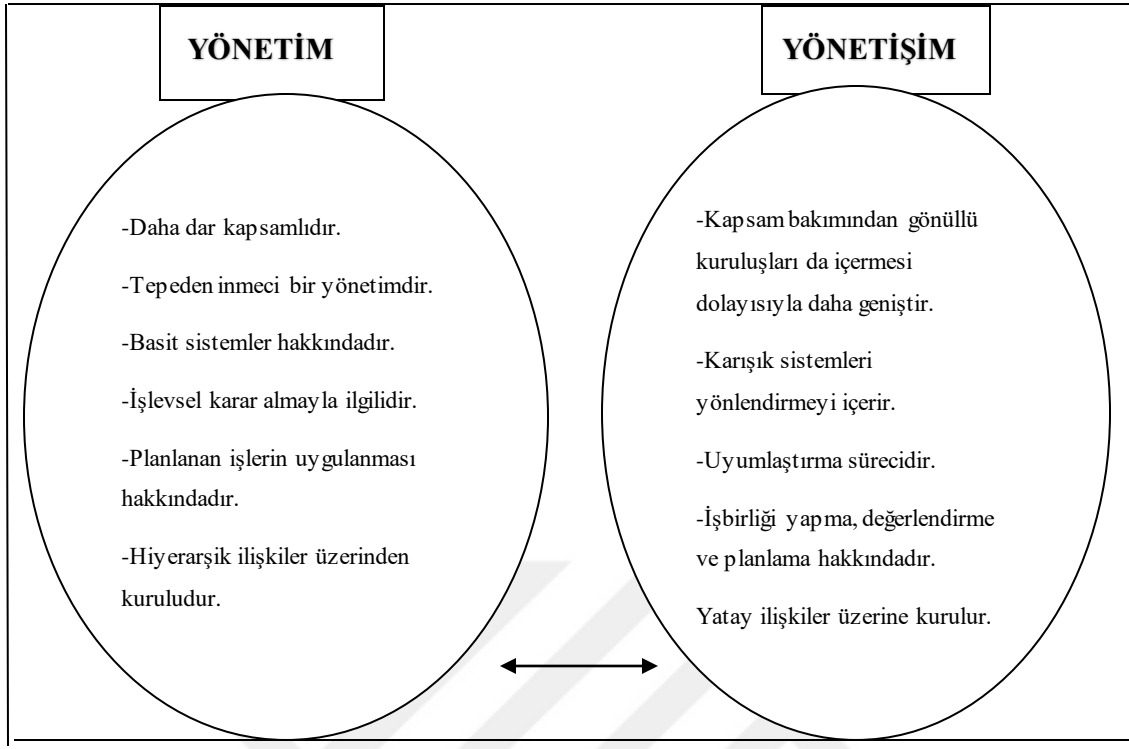 YÖNETİM
-Daha dar kapsamlıdır.
-Tepeden inmeci bir yönetimdir.
-Basit sistemler hakkındadır.
-İşlevsel karar almayla ilgilidir.
-Planlanan işlerin uygulanması
hakkındadır.
-Hiyerarşik ilişkiler üzerinden
kuruludur.
YÖNETİŞİM
-Kapsam bakımından gönüllü
kuruluşları da içermesi
dolayısıyla daha geniştir.
-Karışık sistemleri
yönlendirmeyi içerir.
-Uyumlaştırma sürecidir.
-İşbirliği yapma, değerlendirme
ve planlama hakkındadır.
Yatay ilişkiler üzerine kurulur.